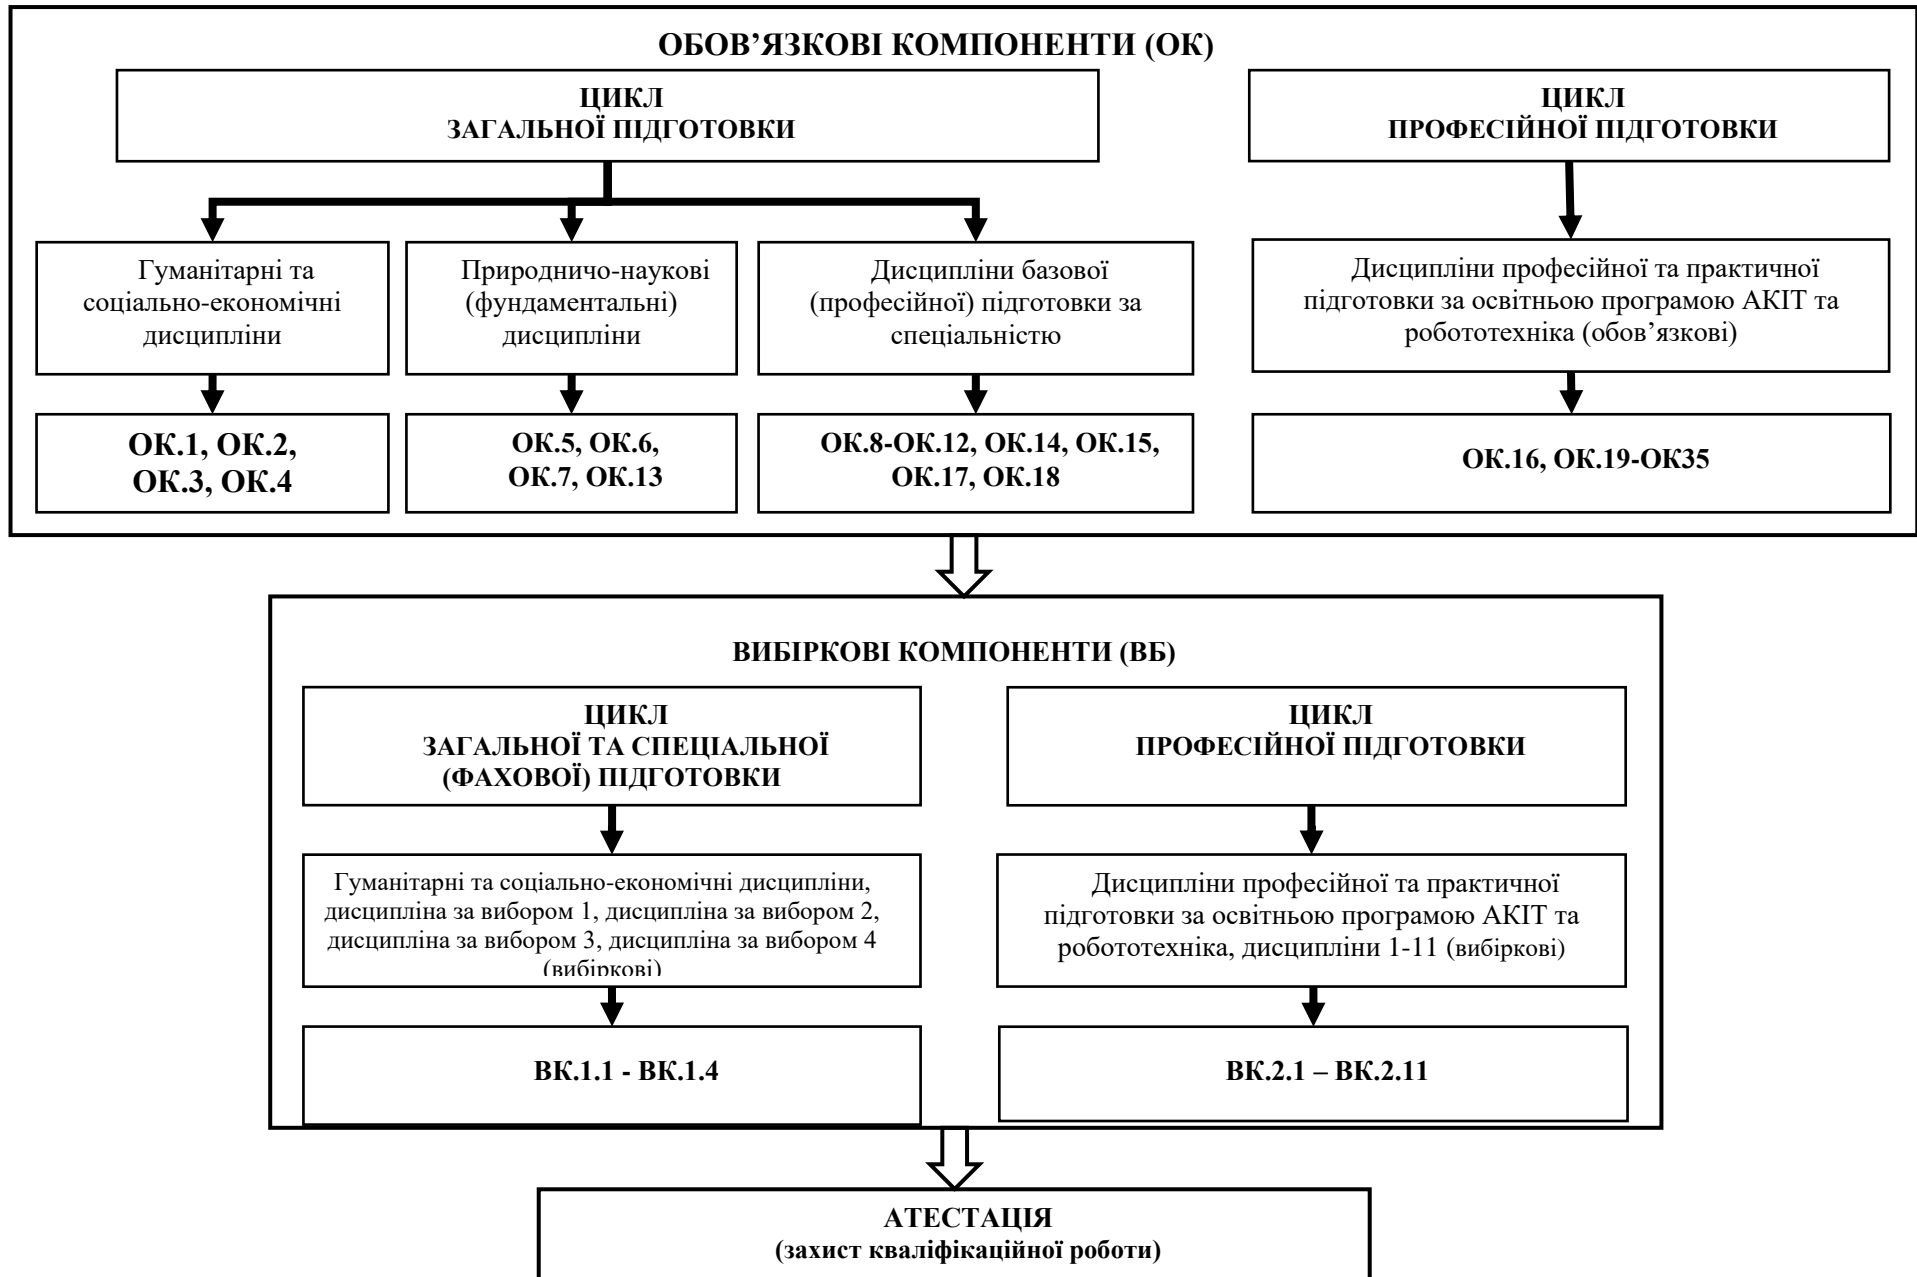 ОБОВ’ЯЗКОВІ КОМПОНЕНТИ (ОК)
ЦИКЛ
ЗАГАЛЬНОЇ ПІДГОТОВКИ
ЦИКЛ
ПРОФЕСІЙНОЇ ПІДГОТОВКИ
Гуманітарні та
соціально-економічні
дисципліни
Природничо-наукові
(фундаментальні)
дисципліни
Дисципліни базової
(професійної) підготовки за
спеціальністю
Дисципліни професійної та практичної
підготовки за освітньою програмою АКІТ та
робототехніка (обов’язкові)
ОК.1, ОК.2,
ОК.3, ОК.4
ОК.5, ОК.6,
ОК.7, ОК.13
ОК.8-ОК.12, ОК.14, ОК.15,
ОК.17, ОК.18
ОК.16, ОК.19-ОК35
ВИБІРКОВІ КОМПОНЕНТИ (ВБ)
ЦИКЛ
ЗАГАЛЬНОЇ ТА СПЕЦІАЛЬНОЇ
(ФАХОВОЇ) ПІДГОТОВКИ
ЦИКЛ
ПРОФЕСІЙНОЇ ПІДГОТОВКИ
Гуманітарні та соціально-економічні дисципліни,
дисципліна за вибором 1, дисципліна за вибором 2,
дисципліна за вибором 3, дисципліна за вибором 4
(вибіркові)
Дисципліни професійної та практичної
підготовки за освітньою програмою АКІТ та
робототехніка, дисципліни 1-11 (вибіркові)
ВК.1.1 - ВК.1.4
ВК.2.1 – ВК.2.11
АТЕСТАЦІЯ
(захист кваліфікаційної роботи)